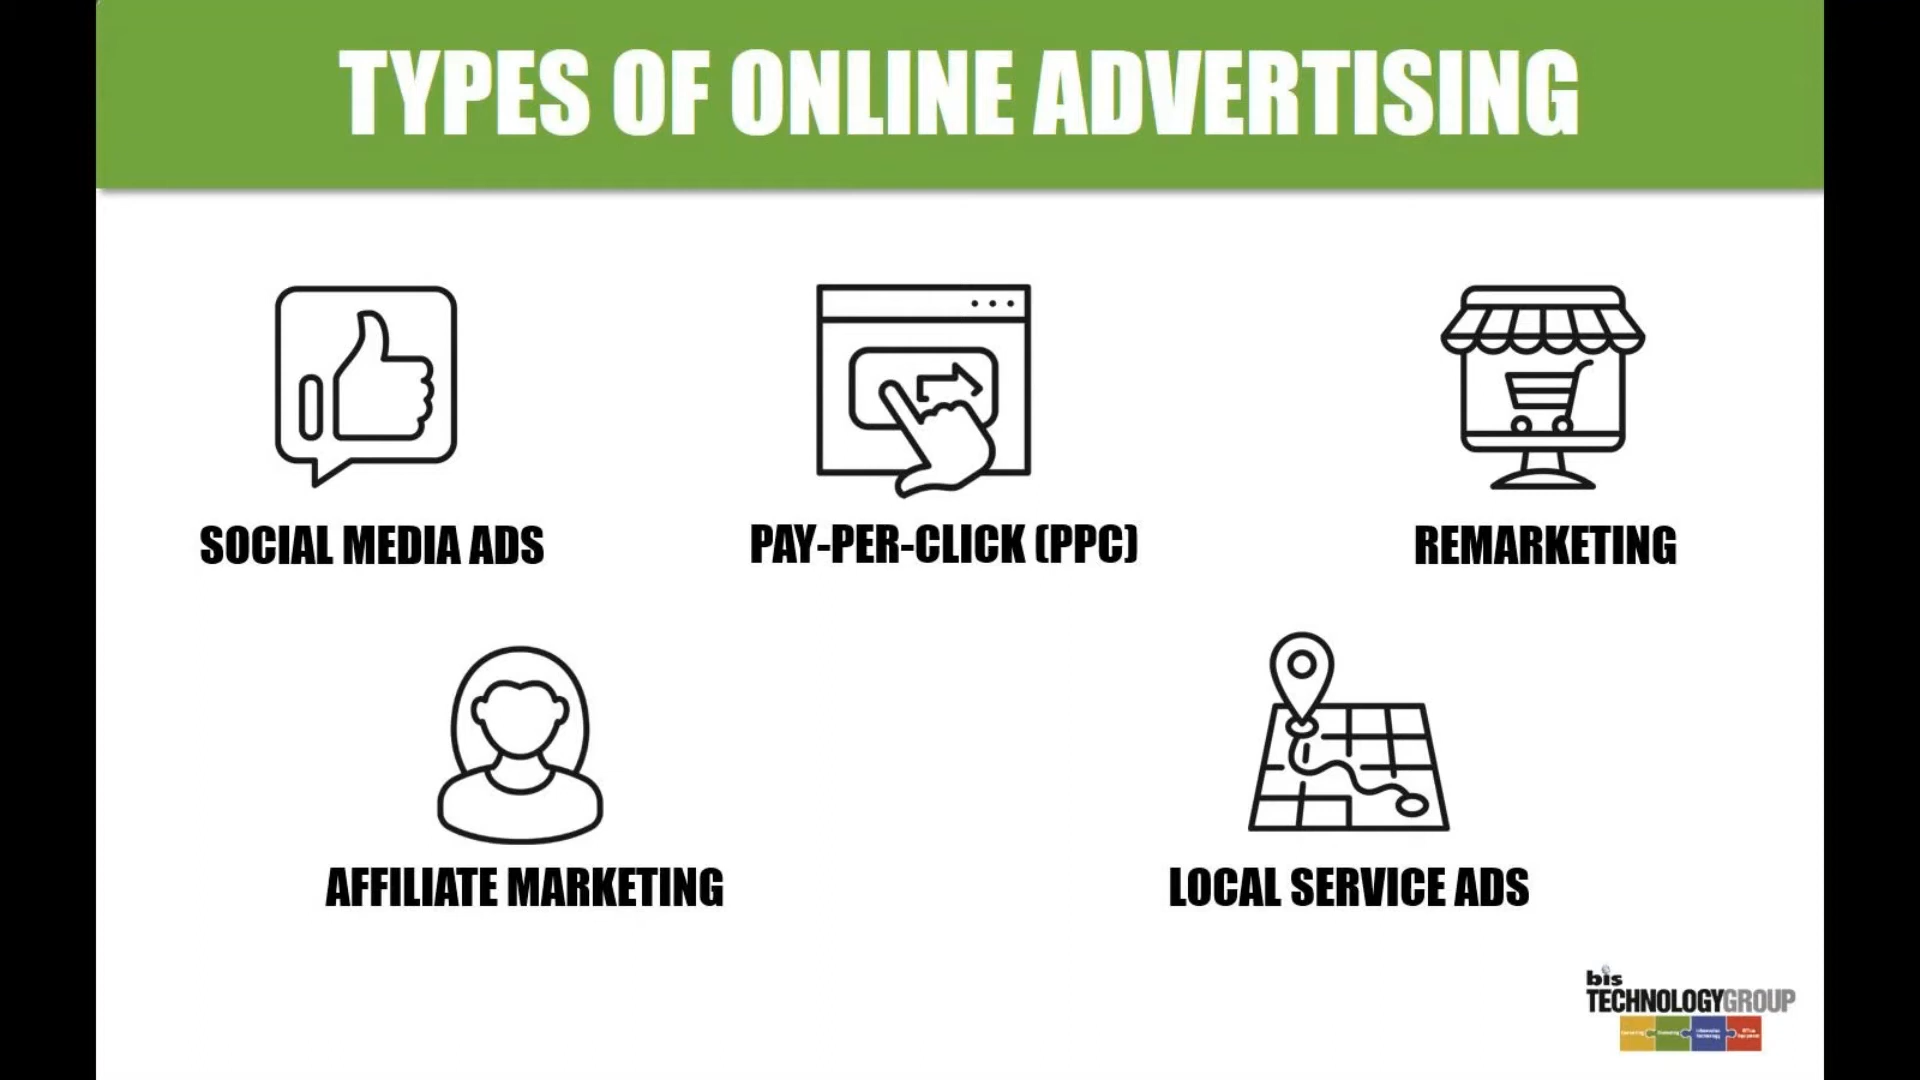 TYPES OF ONLINE ADVERTISING
SOCIAL MEDIA ADS
PAY-PER-CLICK (PPC)
REMARKETING
AFFILIATE MARKETING
LOCAL SERVICE ADS
bis
TECHNOLOGYGROUP